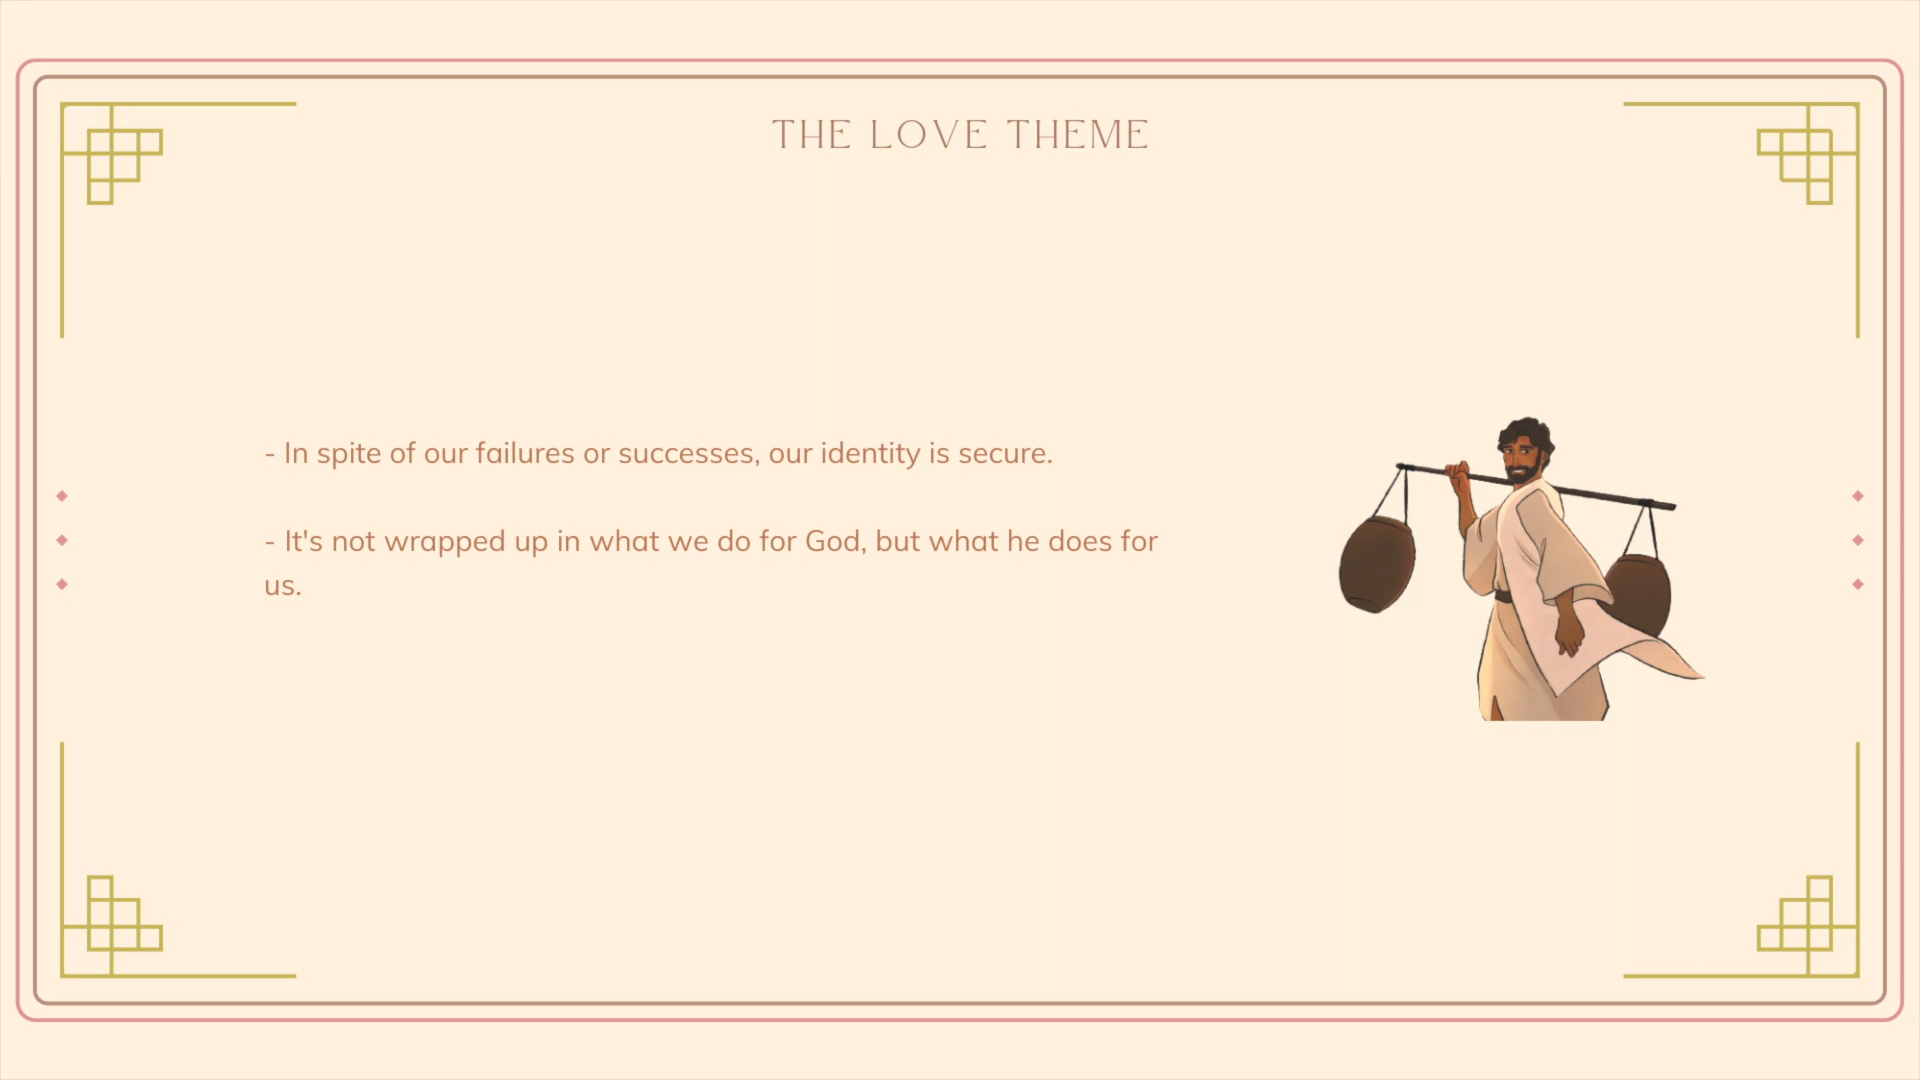 THE LOVE THEME
- In spite of our failures or successes, our identity is secure.
- It's not wrapped up in what we do for God, but what he does for
us.